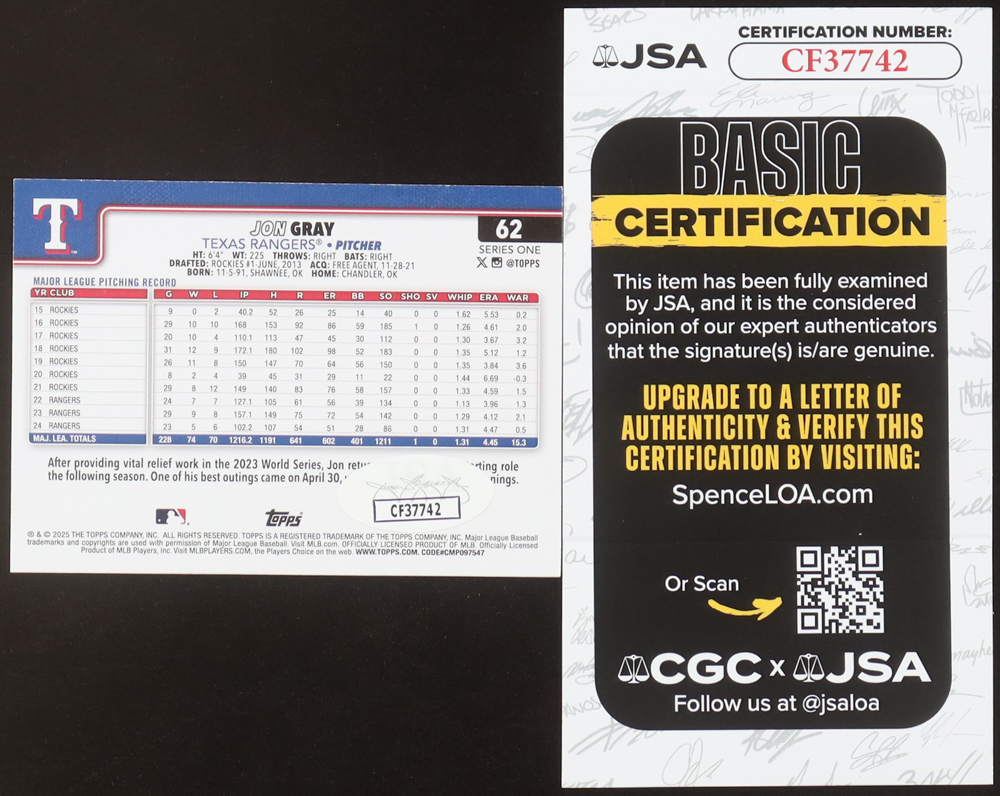 T
JON GRAY
TEXAS RANGERS® • PITCHER
HT: 6'4" WT: 225 THROWS: RIGHT BATS: RIGHT
DRAFTED: ROCKIES #1-JUNE, 2013 ACQ: FREE AGENT, 11-28-21
BORN: 11-5-91, SHAWNEE, OK HOME: CHANDLER, OK
62
SERIES ONE
X @TOPPS
MAJOR LEAGUE PITCHING RECORD
YR CLUB G W L IP H R ER BB SO SHO SV WHIP ERA WAR
15 ROCKIES 9 0 2 40.2 52 26 25 14 40 0 0 1.62 5.53 0.2
16 ROCKIES 29 10 10 168 153 92 86 59 185 1 0 1.26 4.61 2.0
17 ROCKIES 20 10 4 110.1 113 47 45 30 112 0 0 1.30 3.67 3.2
18 ROCKIES 31 12 9 172.1 180 102 98 52 183 0 0 1.35 5.12 1.2
19 ROCKIES 26 11 8 150 147 70 64 56 150 0 0 1.35 3.84 3.6
20 ROCKIES 8 2 4 39 45 31 29 11 22 0 0 1.44 6.69 -0.3
21 ROCKIES 29 8 12 149 140 83 76 58 157 0 0 1.33 4.59 1.5
22 RANGERS 24 7 7 127.1 105 61 56 39 134 0 0 1.13 3.96 1.3
23 RANGERS 29 9 8 157.1 149 75 72 54 142 0 0 1.29 4.12 2.1
24 RANGERS 23 5 6 102.2 107 54 51 28 86 0 0 1.31 4.47 0.5
MAJ. LEA. TOTALS 228 74 70 1216.2 1191 641 602 401 1211 1 0 1.31 4.45 15.3
After providing vital relief work in the 2023 World Series, Jon retu rting role
the following season. One of his best outings came on April 30, nings.
CF37742
Topps
® & © 2025 THE TOPPS COMPANY, INC. ALL RIGHTS RESERVED. TOPPS IS A REGISTERED TRADEMARK OF THE TOPPS COMPANY, INC. Major League Baseball
trademarks and copyrights are used with permission of Major League Baseball. Visit MLB.com. OFFICIALLY LICENSED PRODUCT OF MLB. Officially Licensed
Product of MLB Players, Inc. Visit MLBPLAYERS.COM, the Players Choice on the web. WWW.TOPPS.COM. CODE#CMP097547
JSA
CERTIFICATION NUMBER:
CF37742
BASIC
CERTIFICATION
This item has been fully examined
by JSA, and it is the considered
opinion of our expert authenticators
that the signature(s) is/are genuine.
UPGRADE TO A LETTER OF
AUTHENTICITY & VERIFY THIS
CERTIFICATION BY VISITING:
SpenceLOA.com
Or Scan
CGC x JSA
Follow us at @jsaloa